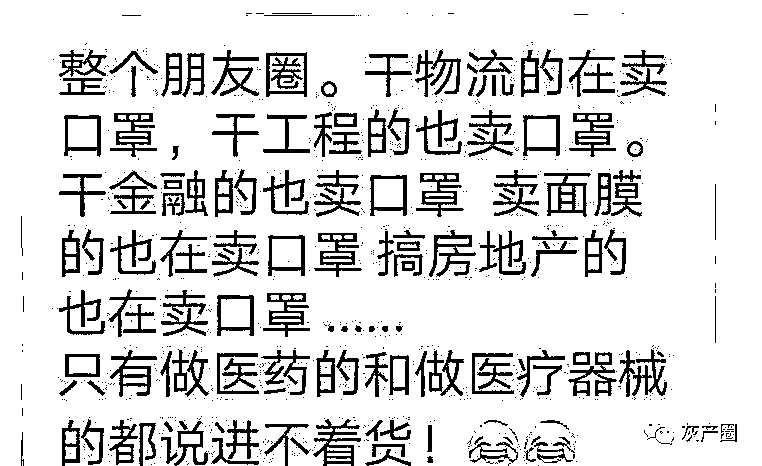 整个朋友圈。干物流的在卖
口罩，干工程的也卖口罩。
干金融的也卖口罩 卖面膜
的也在卖口罩 搞房地产的
也在卖口罩 ......
只有做医药的和做医疗器械
的都说进不着货！😂😂
灰产圈